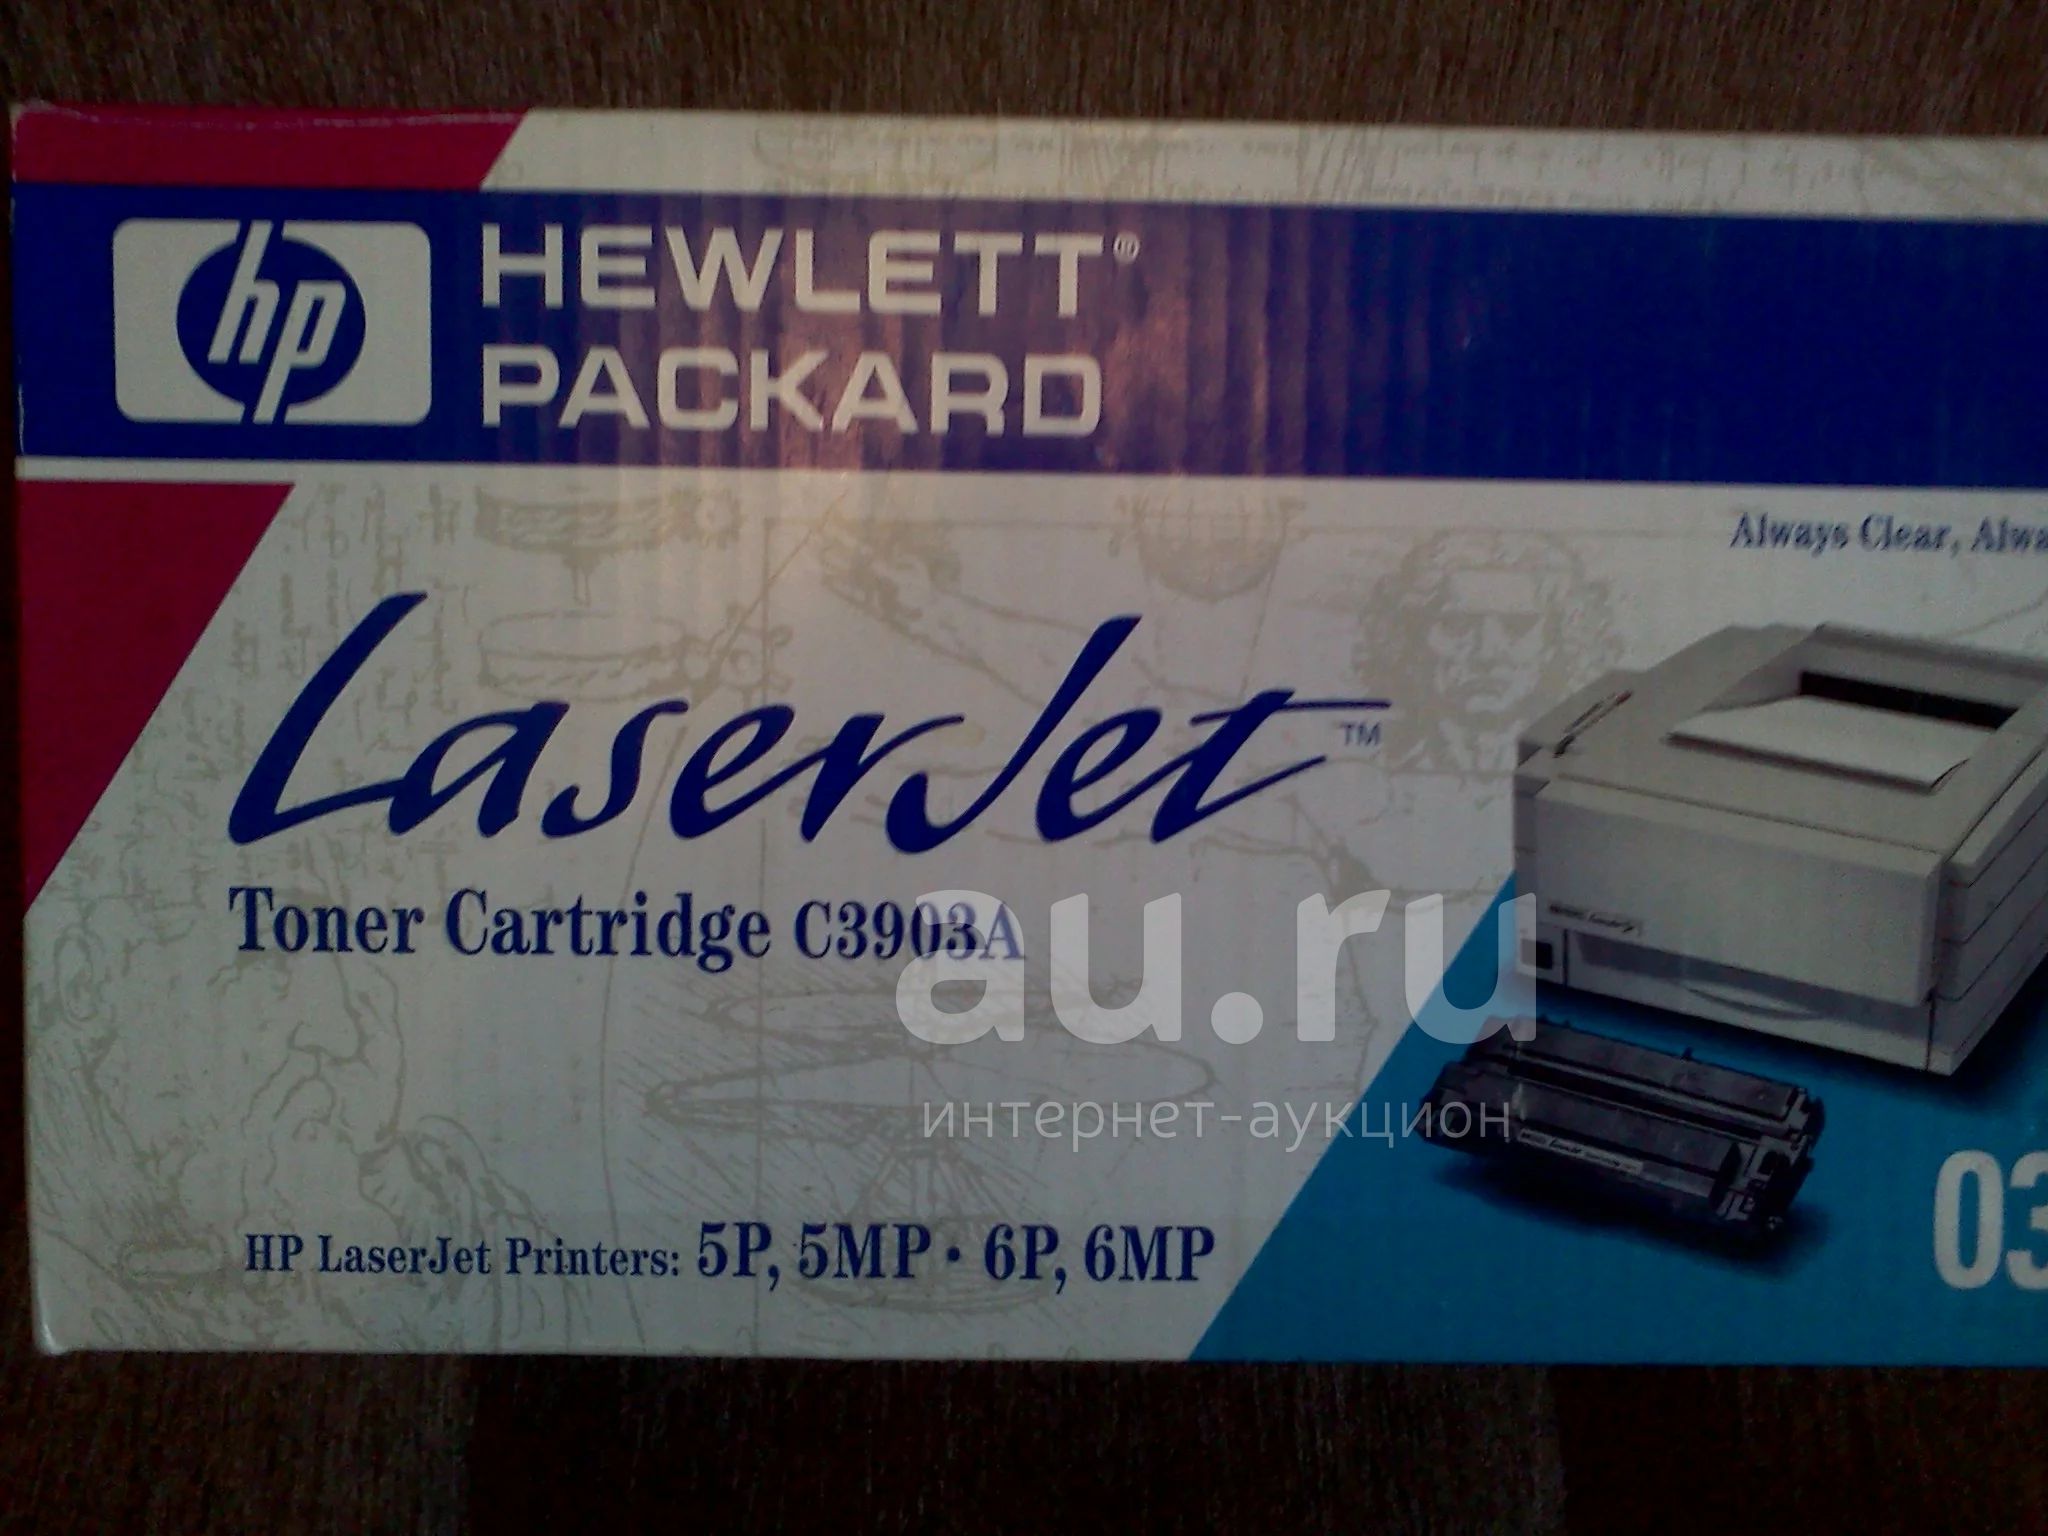 hp
HEWLETT®
PACKARD
Always Clear,
LaserJet™
Toner Cartridge C3903A
au.ru
интернет-аукцион
03
HP LaserJet Printers: 5P, 5MP · 6P, 6MP